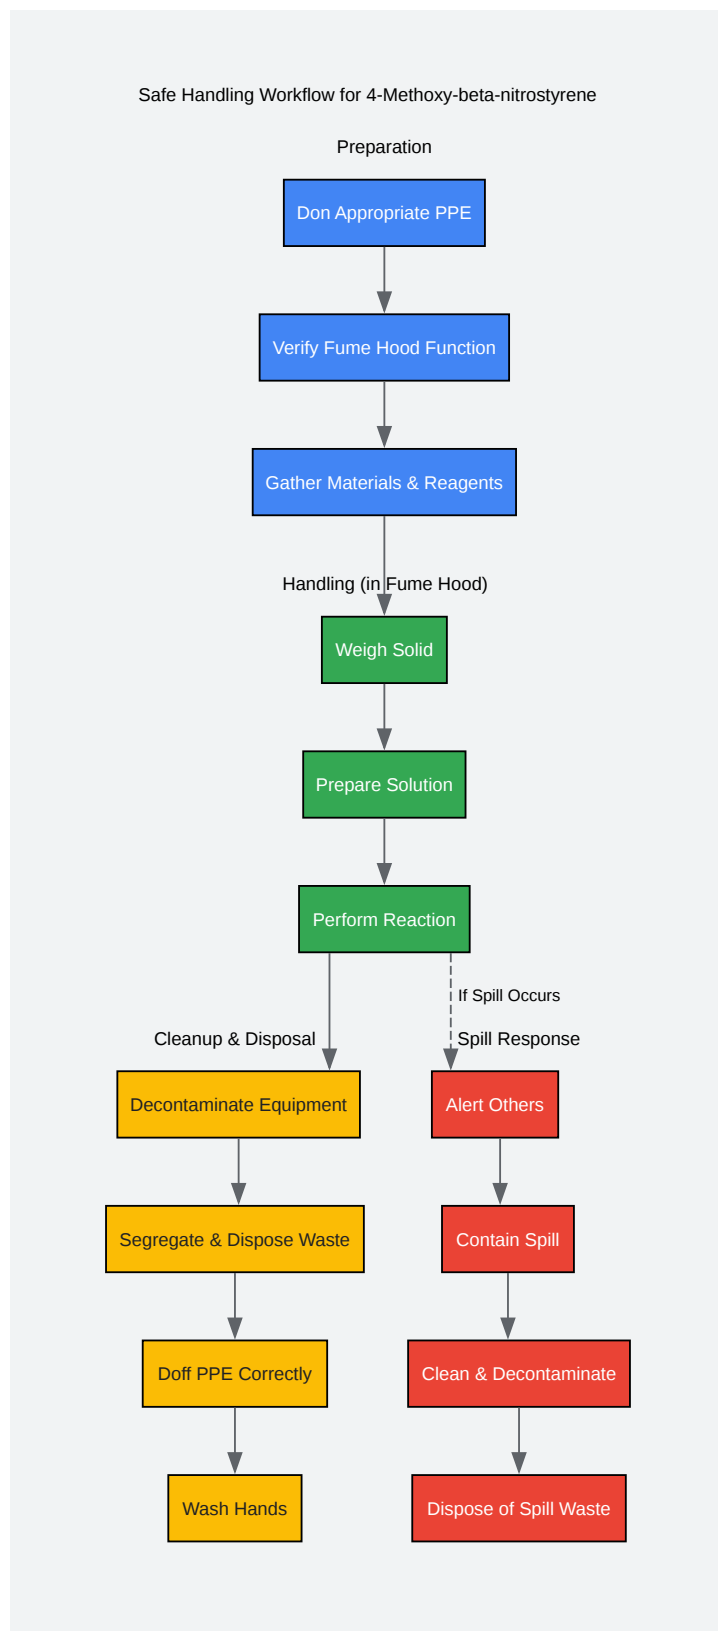 Safe Handling Workflow for 4-Methoxy-beta-nitrostyrene
Preparation
Don Appropriate PPE
Verify Fume Hood Function
Gather Materials & Reagents
Handling (in Fume Hood)
Weigh Solid
Prepare Solution
Perform Reaction
If Spill Occurs
Cleanup & Disposal
Spill Response
Decontaminate Equipment
Alert Others
Segregate & Dispose Waste
Contain Spill
Doff PPE Correctly
Clean & Decontaminate
Wash Hands
Dispose of Spill Waste